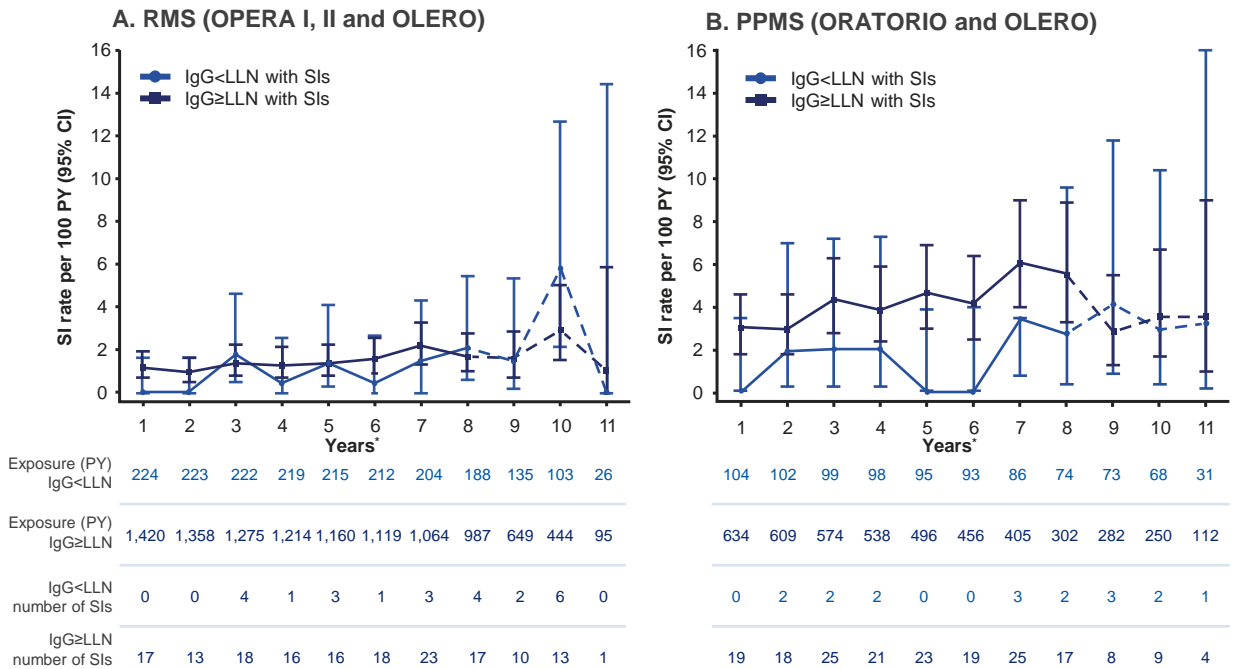 A. RMS (OPERA I, II and OLERO)
SI rate per 100 PY (95% CI)
16
14
12
10
8
6
4
2
0
IgG<LLN with SIs
IgG≥LLN with SIs
1 2 3 4 5 6 7 8 9 10 11
Years*
B. PPMS (ORATORIO and OLERO)
SI rate per 100 PY (95% CI)
16
14
12
10
8
6
4
2
0
IgG<LLN with SIs
IgG≥LLN with SIs
1 2 3 4 5 6 7 8 9 10 11
Years*
Exposure (PY)
IgG<LLN
224 223 222 219 215 212 204 188 135 103 26
104 102 99 98 95 93 86 74 73 68 31
Exposure (PY)
IgG≥LLN
1,420 1,358 1,275 1,214 1,160 1,119 1,064 987 649 444 95
634 609 574 538 496 456 405 302 282 250 112
IgG<LLN
number of SIs
0 0 4 1 3 1 3 4 2 6 0
0 2 2 2 0 0 3 2 3 2 1
IgG≥LLN
number of SIs
17 13 18 16 16 18 23 17 10 13 1
19 18 25 21 23 19 25 17 8 9 4